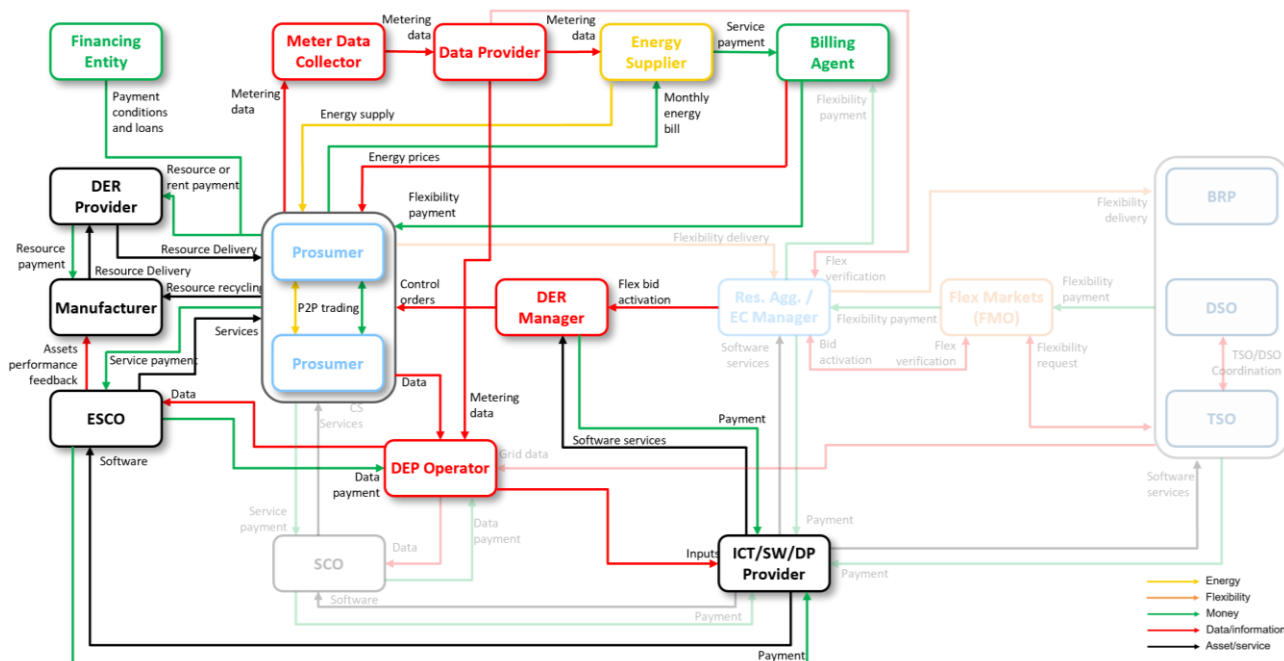 Financing
Entity
Meter Data
Collector
Metering
data
Data Provider
Metering
data
Energy
Supplier
Service
payment
Billing
Agent
Payment
conditions
and loans
Metering
data
Energy supply
Monthly
energy
bill
Flexibility
payment
Energy prices
DER
Provider
Resource or
rent payment
Flexibility
payment
BRP
Flexibility
delivery
Prosumer
Flexibility delivery
Resource
payment
Resource Delivery
Resource Delivery
Flex
verification
Manufacturer
Resource recycling
P2P trading
Control
orders
DER
Manager
Flex bid
activation
Res. Agg. /
EC Manager
Flexibility payment
Flex Markets
(FMO)
Flexibility
payment
DSO
Services
Assets
performance
feedback
Service payment
Prosumer
Software
services
Bid
activation
Flex
verification
Flexibility
request
TSO/DSO
Coordination
Data
Data
CS
Services
Metering
data
TSO
ESCO
Payment
Software services
Software
DEP Operator
Grid data
Data
payment
Software
services
Service
payment
Data
payment
Payment
SCO
Data
Inputs
ICT/SW/DP
Provider
Payment
Software
Payment
Payment
Energy
Flexibility
Money
Data/information
Asset/service